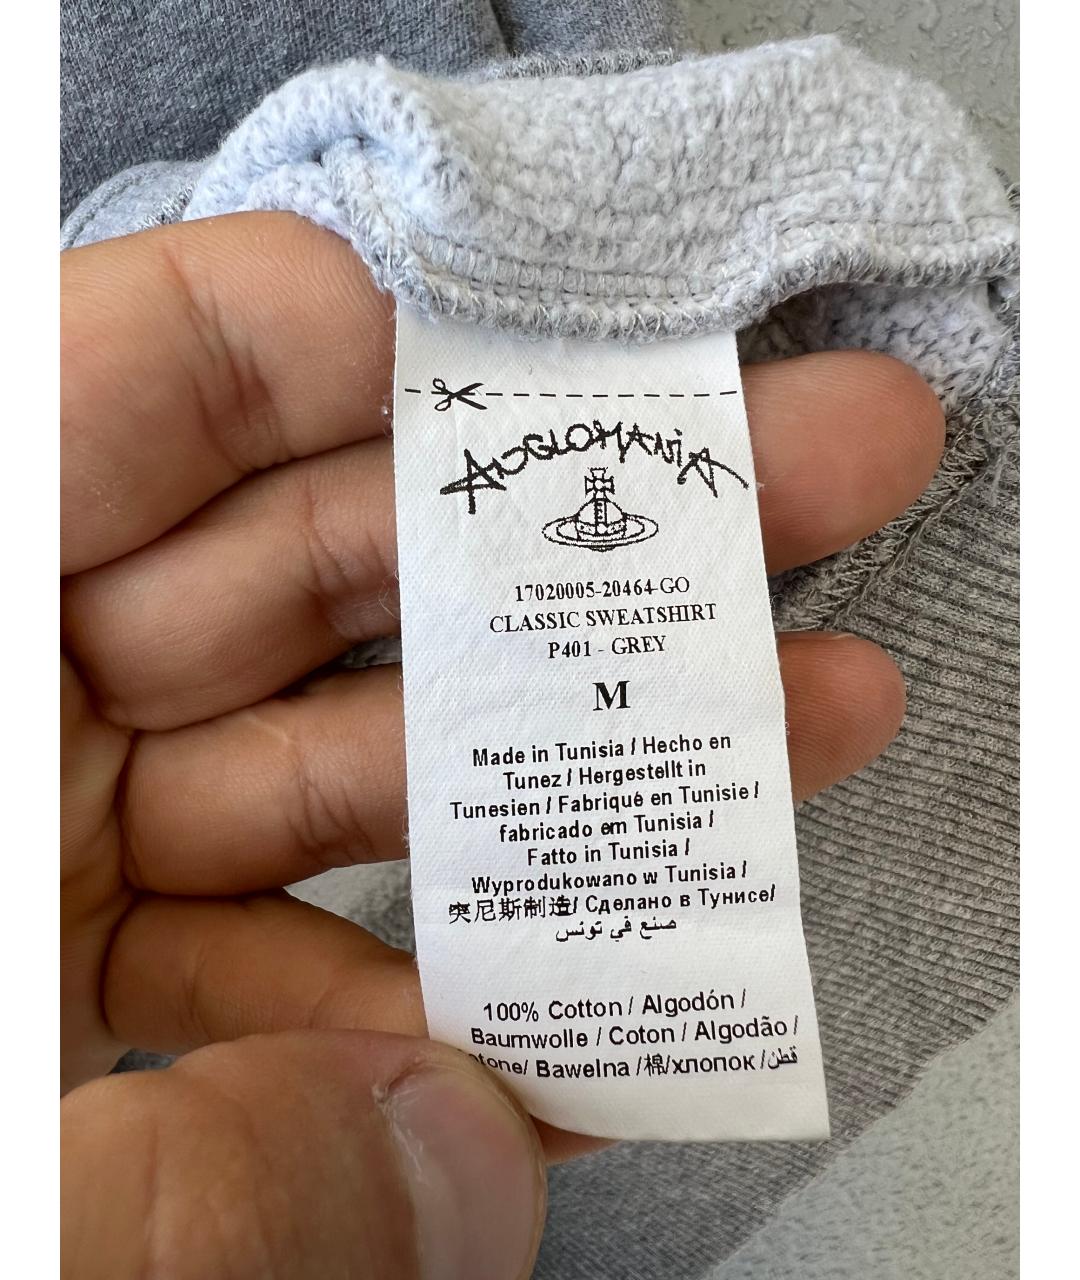 ANGLOMANIA
17020005-20464-GO
CLASSIC SWEATSHIRT
P401 - GREY
M
Made in Tunisia / Hecho en
Tunez / Hergestellt in
Tunesien / Fabriqué en Tunisie /
fabricado em Tunisia /
Fatto in Tunisia /
Wyprodukowano w Tunisia /
突尼斯制造/ Сделано в Тунисе/
صنع في تونس
100% Cotton / Algodón /
Baumwolle / Coton / Algodão /
otone/ Bawelna /棉/хлопок /قطن